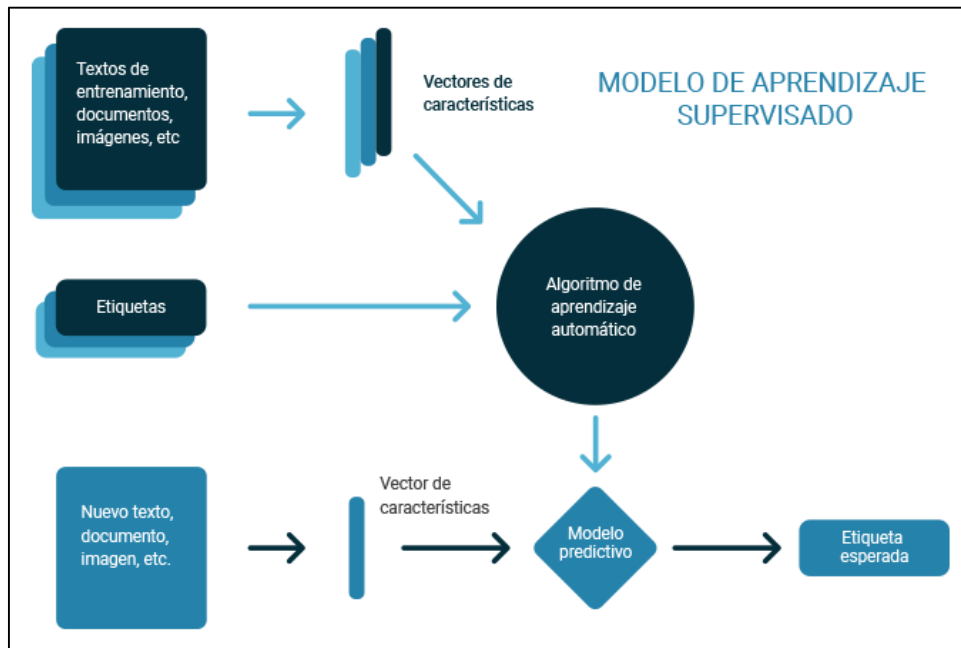 Textos de
entrenamiento,
documentos,
imágenes, etc
Vectores de
característifcas
MODELO DE APRENDIZAJE
SUPERVISADO
Etiquetas
Algoritmo de
aprendizaje
automático
Nuevo texto,
documento,
imagen, etc.
Vector de
características
Modelo
predictivo
Etiqueta
esperada